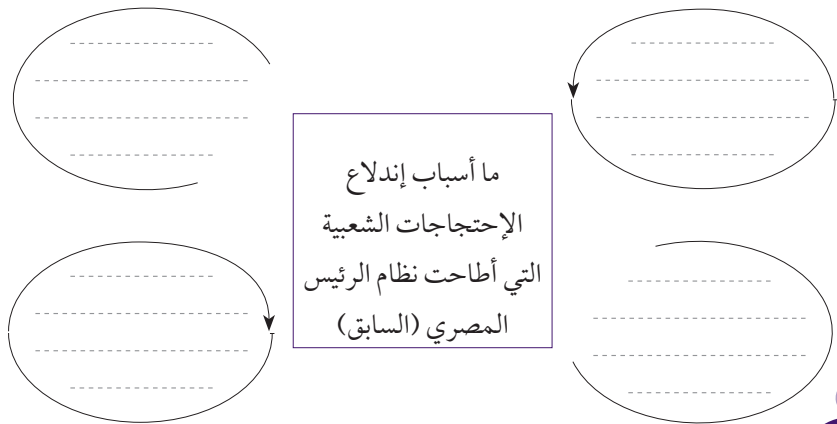 ما أسباب إندلاع
الإحتجاجات الشعبية
التي أطاحت نظام الرئيس
المصري (السابق)